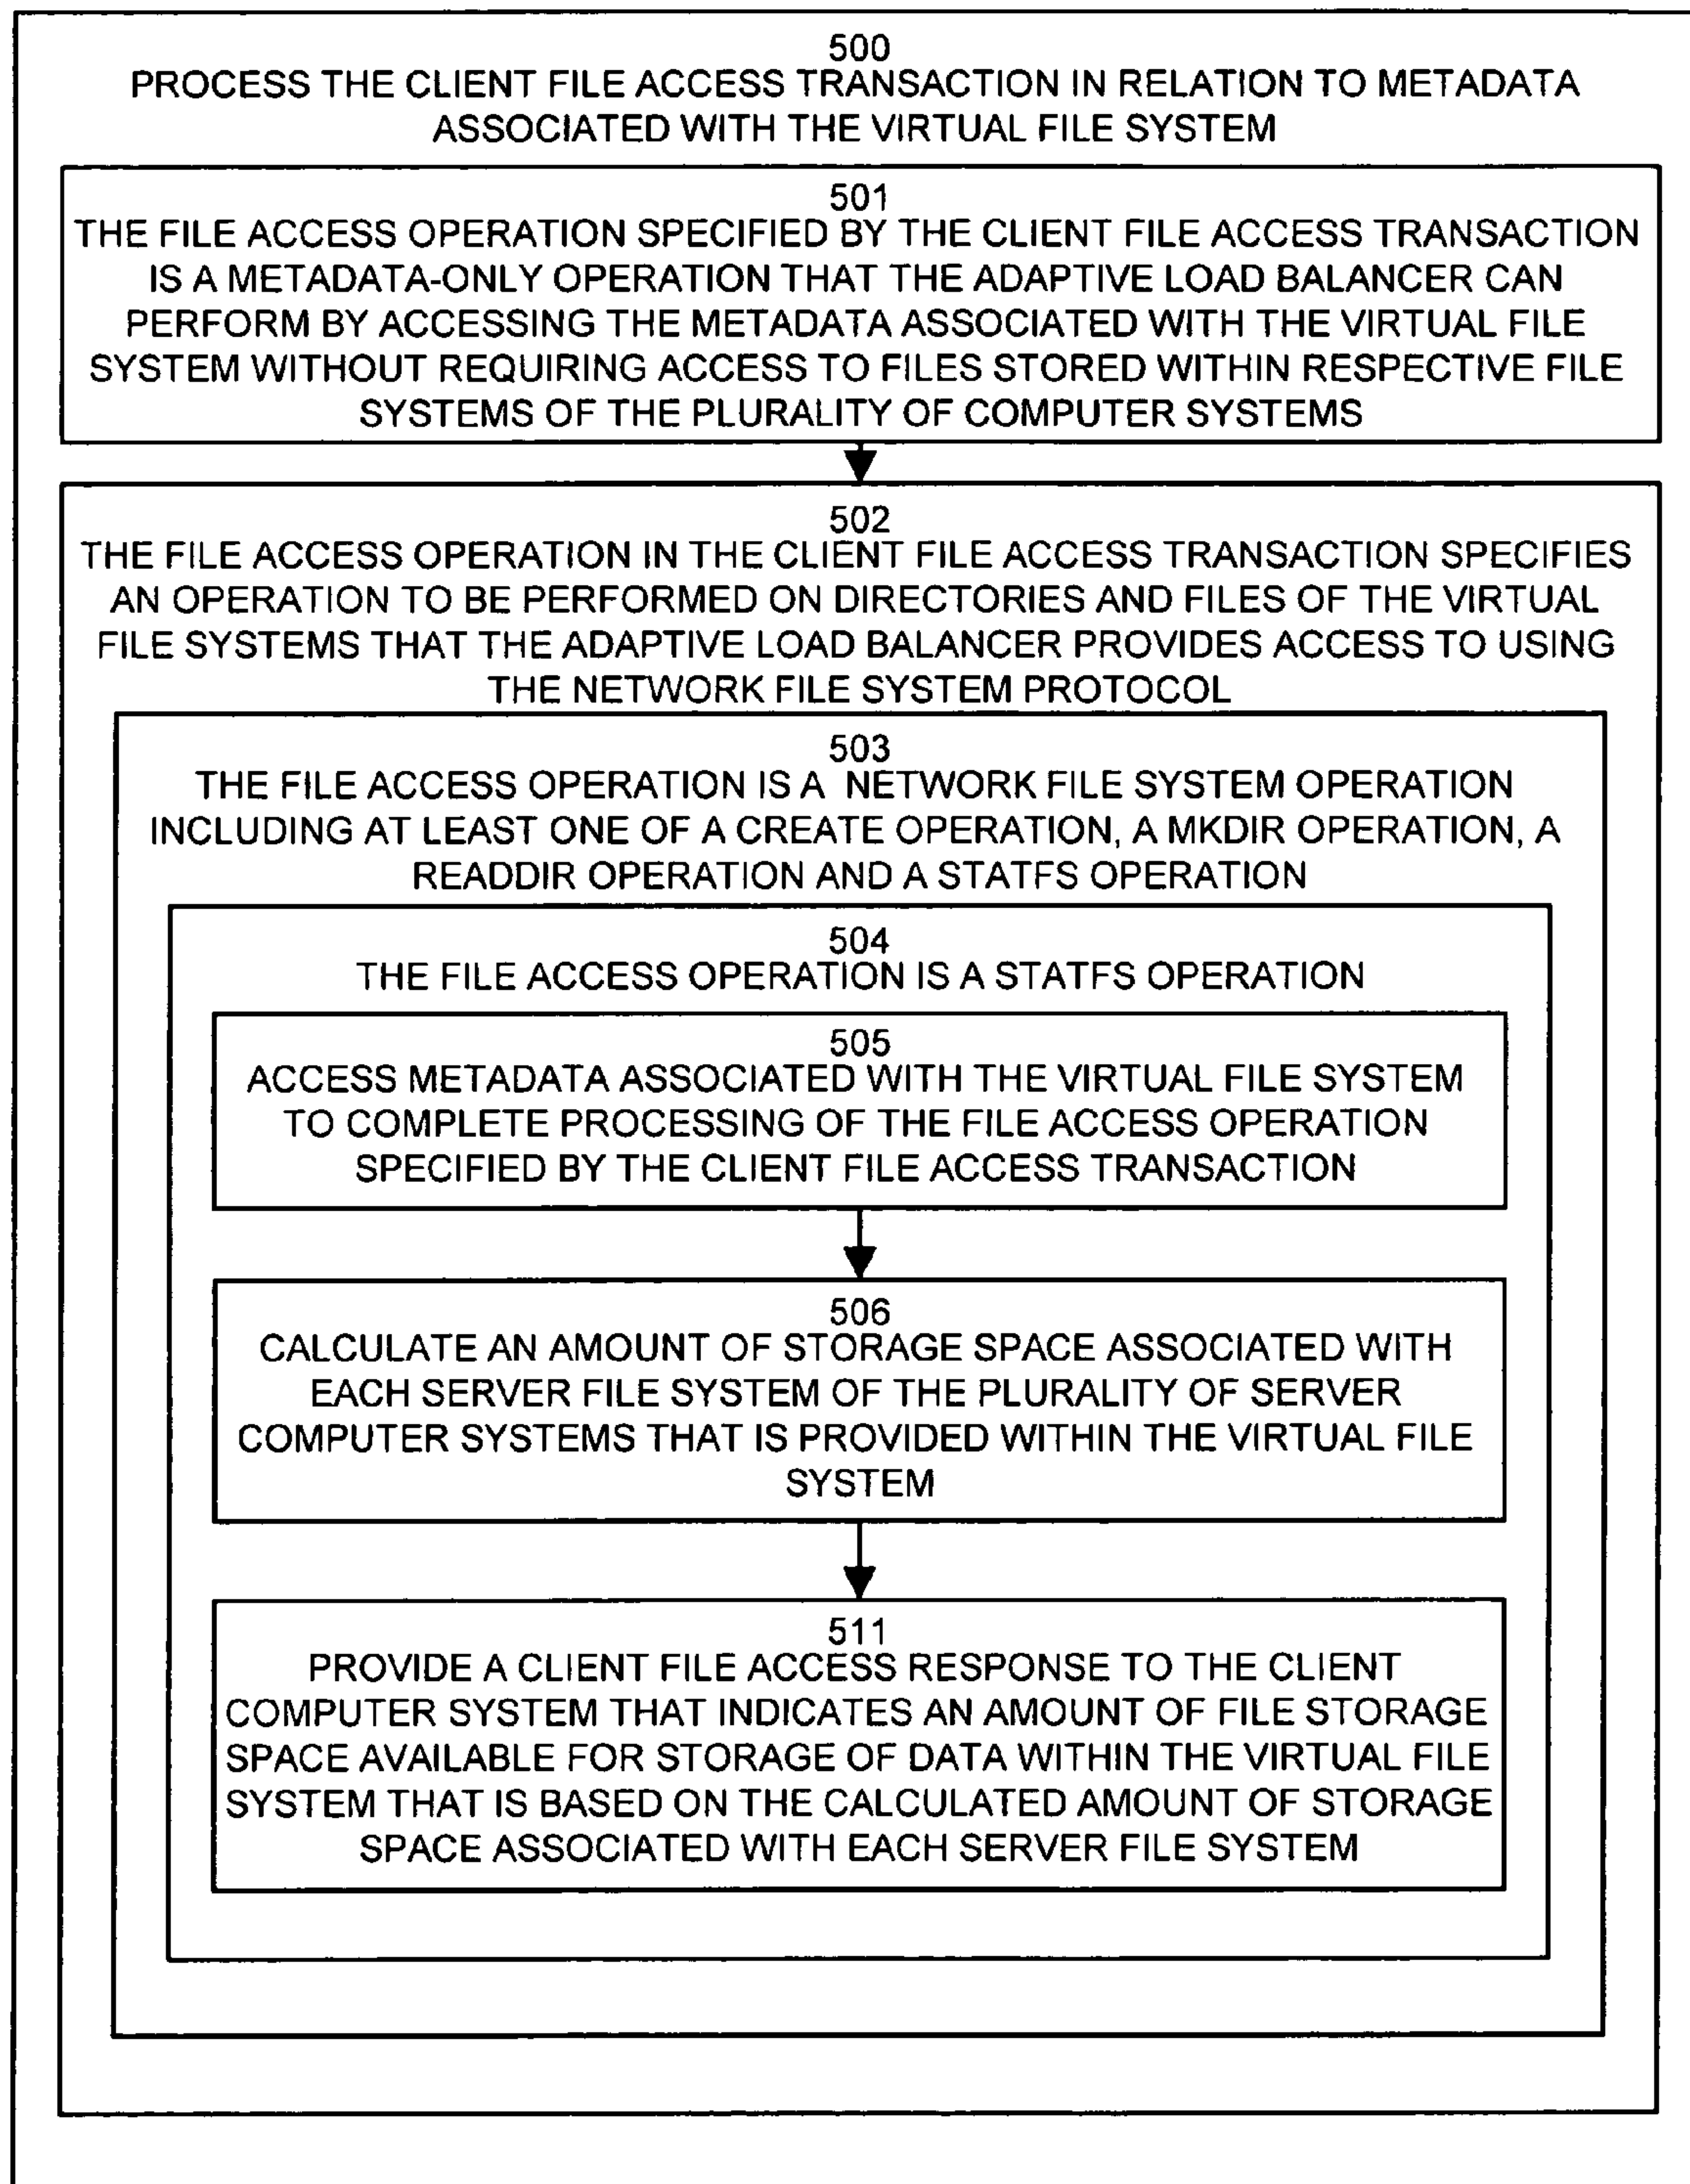 500
PROCESS THE CLIENT FILE ACCESS TRANSACTION IN RELATION TO METADATA
ASSOCIATED WITH THE VIRTUAL FILE SYSTEM
501
THE FILE ACCESS OPERATION SPECIFIED BY THE CLIENT FILE ACCESS TRANSACTION
IS A METADATA-ONLY OPERATION THAT THE ADAPTIVE LOAD BALANCER CAN
PERFORM BY ACCESSING THE METADATA ASSOCIATED WITH THE VIRTUAL FILE
SYSTEM WITHOUT REQUIRING ACCESS TO FILES STORED WITHIN RESPECTIVE FILE
SYSTEMS OF THE PLURALITY OF COMPUTER SYSTEMS
502
THE FILE ACCESS OPERATION IN THE CLIENT FILE ACCESS TRANSACTION SPECIFIES
AN OPERATION TO BE PERFORMED ON DIRECTORIES AND FILES OF THE VIRTUAL
FILE SYSTEMS THAT THE ADAPTIVE LOAD BALANCER PROVIDES ACCESS TO USING
THE NETWORK FILE SYSTEM PROTOCOL
503
THE FILE ACCESS OPERATION IS A NETWORK FILE SYSTEM OPERATION
INCLUDING AT LEAST ONE OF A CREATE OPERATION, A MKDIR OPERATION, A
READDIR OPERATION AND A STATFS OPERATION
504
THE FILE ACCESS OPERATION IS A STATFS OPERATION
505
ACCESS METADATA ASSOCIATED WITH THE VIRTUAL FILE SYSTEM
TO COMPLETE PROCESSING OF THE FILE ACCESS OPERATION
SPECIFIED BY THE CLIENT FILE ACCESS TRANSACTION
506
CALCULATE AN AMOUNT OF STORAGE SPACE ASSOCIATED WITH
EACH SERVER FILE SYSTEM OF THE PLURALITY OF SERVER
COMPUTER SYSTEMS THAT IS PROVIDED WITHIN THE VIRTUAL FILE
SYSTEM
511
PROVIDE A CLIENT FILE ACCESS RESPONSE TO THE CLIENT
COMPUTER SYSTEM THAT INDICATES AN AMOUNT OF FILE STORAGE
SPACE AVAILABLE FOR STORAGE OF DATA WITHIN THE VIRTUAL FILE
SYSTEM THAT IS BASED ON THE CALCULATED AMOUNT OF STORAGE
SPACE ASSOCIATED WITH EACH SERVER FILE SYSTEM